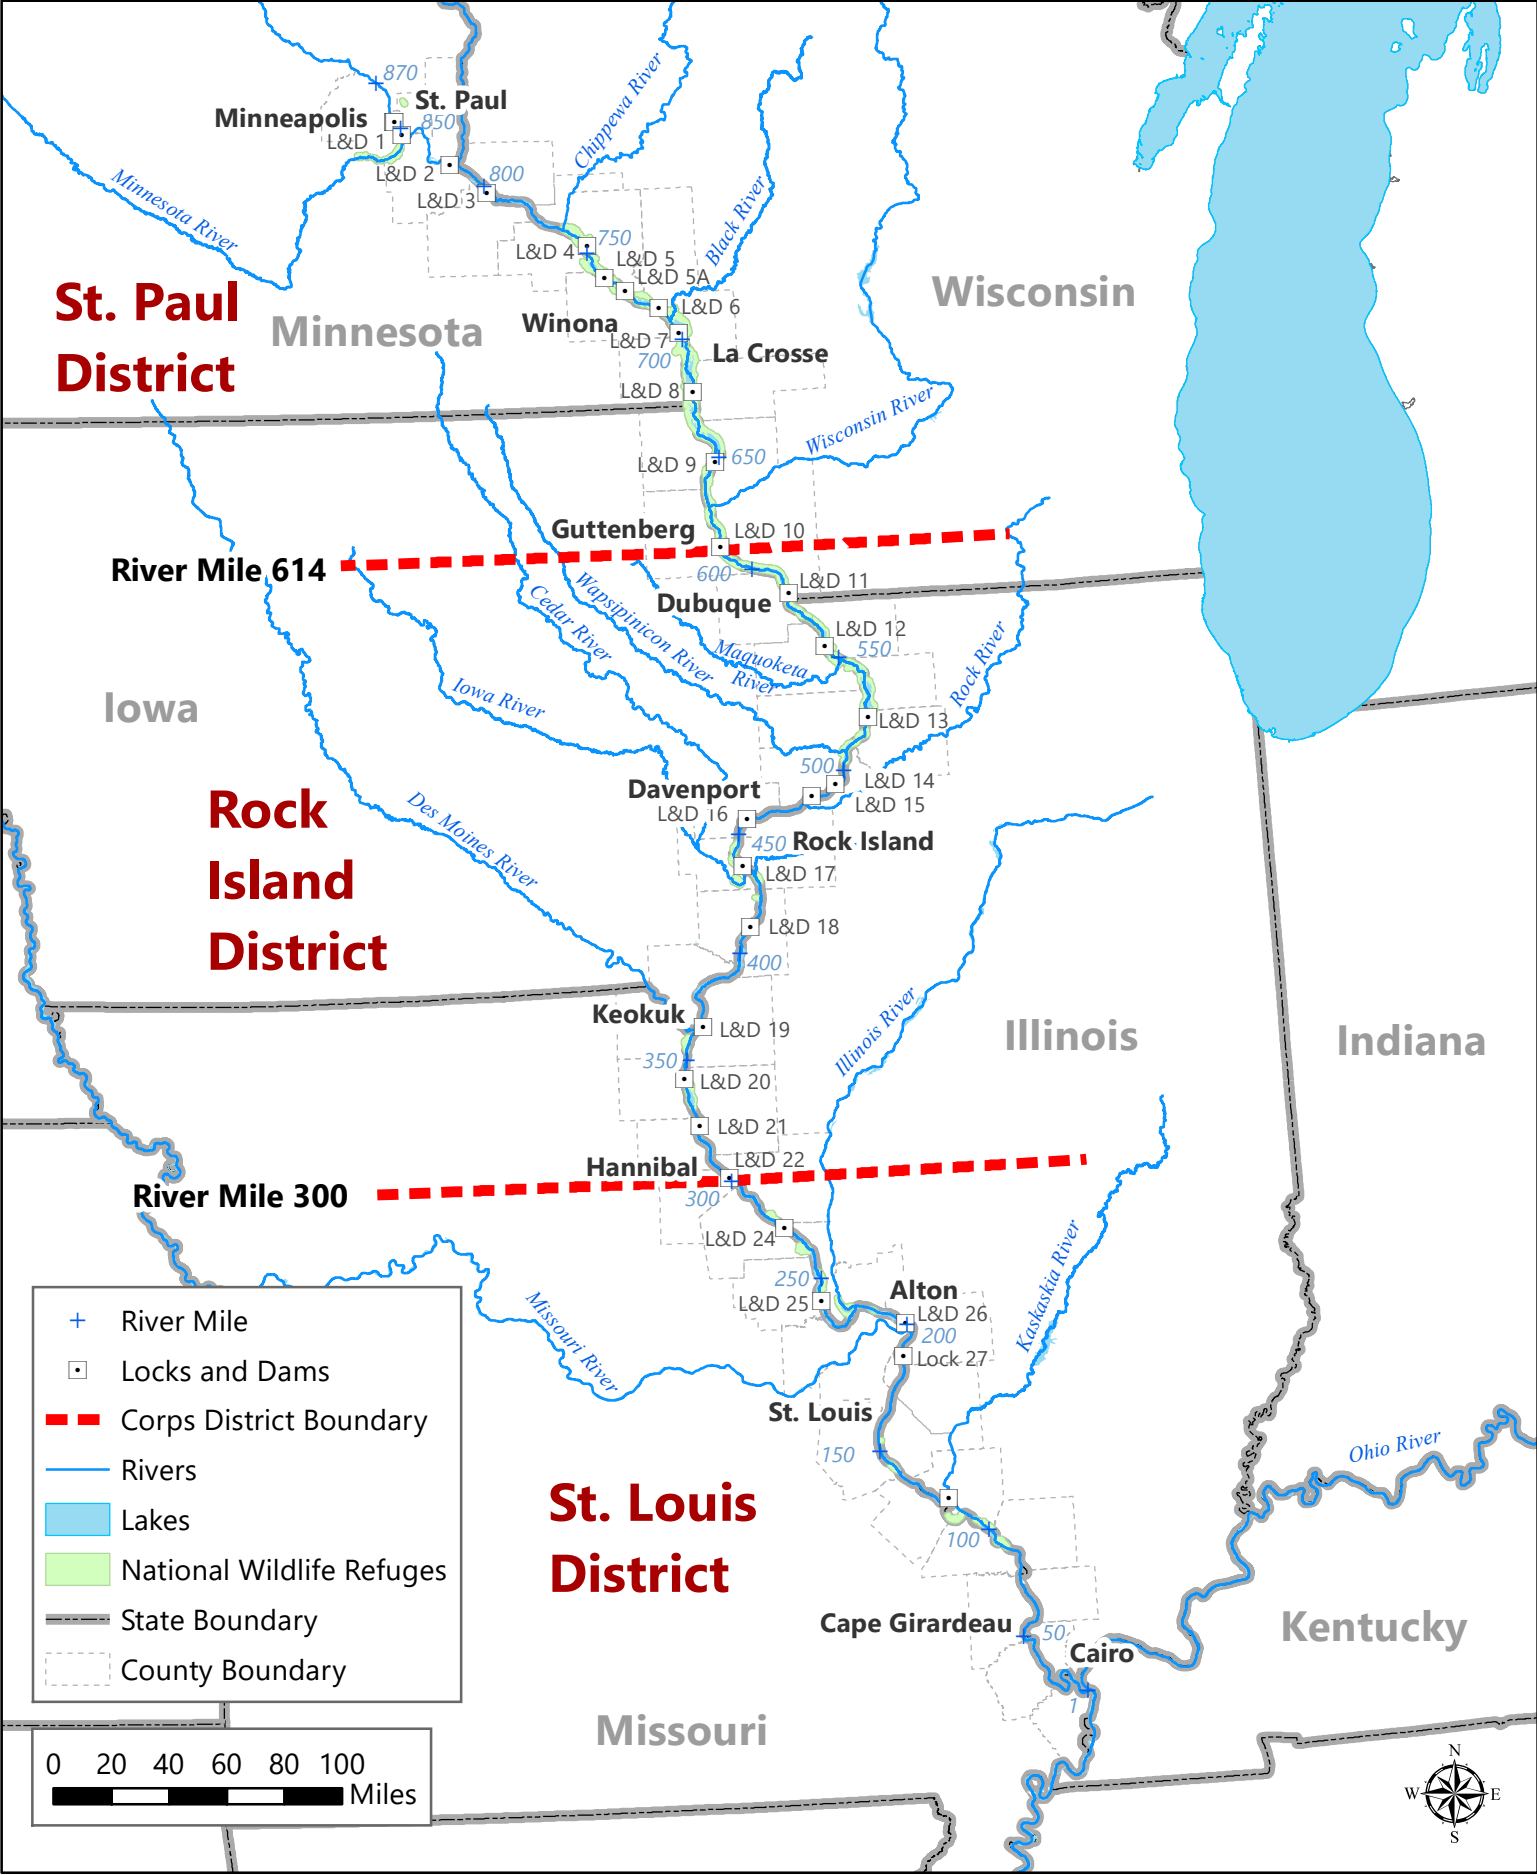 870
Minneapolis
St. Paul
850
L&D 1
L&D 2
800
L&D 3
Chippewa River
Minnesota River
Black River
750
L&D 4
L&D 5
L&D 5A
L&D 6
Wisconsin
St. Paul
District
Minnesota
Winona
L&D 7
700
La Crosse
L&D 8
Wisconsin River
650
L&D 9
Guttenberg
L&D 10
River Mile 614
600
L&D 11
Dubuque
Cedar River
Wapsipinicon River
Maquoketa
River
L&D 12
550
Rock River
Iowa River
Iowa
L&D 13
500
L&D 14
Davenport
L&D 15
L&D 16
450
Rock Island
Rock
Island
District
Des Moines River
L&D 17
L&D 18
400
Keokuk
L&D 19
Illinois River
Illinois
Indiana
350
L&D 20
L&D 21
Hannibal
L&D 22
River Mile 300
300
L&D 24
250
L&D 25
Alton
L&D 26
200
Lock 27
Kaskaskia River
Missouri River
St. Louis
150
Ohio River
St. Louis
District
100
Cape Girardeau
50
Cairo
1
Kentucky
Missouri
River Mile
Locks and Dams
Corps District Boundary
Rivers
Lakes
National Wildlife Refuges
State Boundary
County Boundary
0 20 40 60 80 100
Miles
N
W E
S